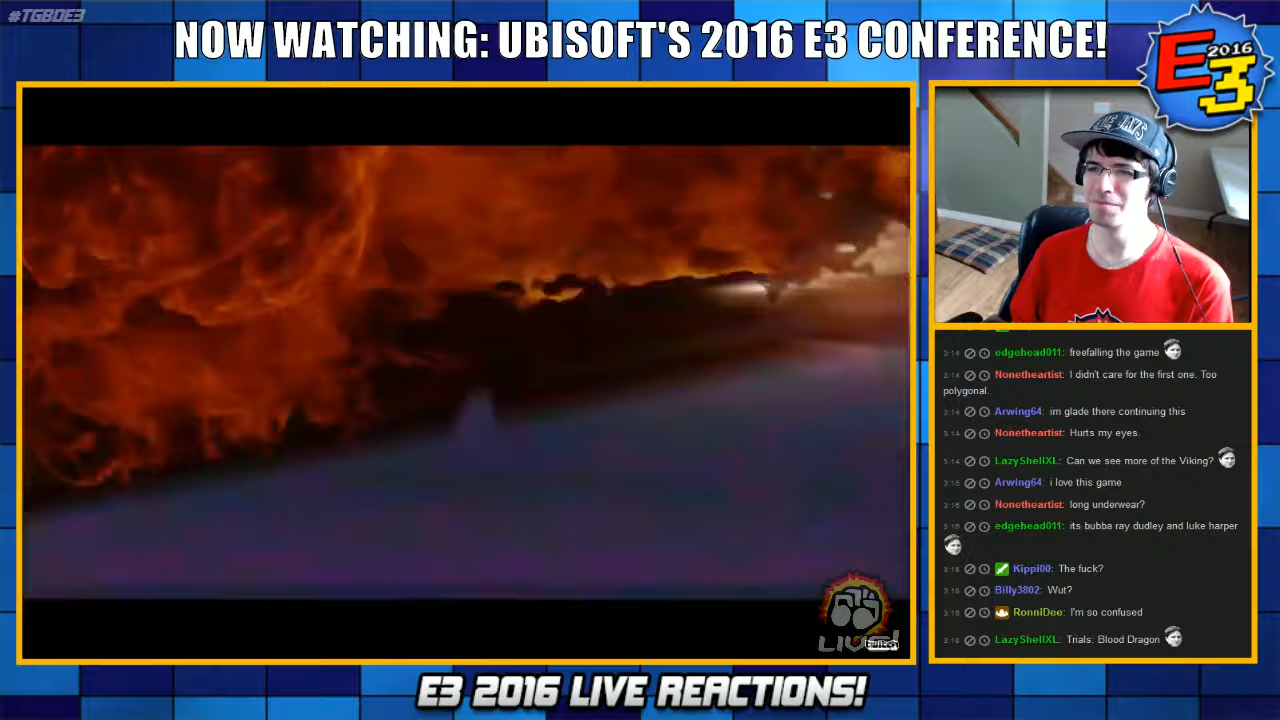 #TGBDE3
NOW WATCHING: UBISOFT'S 2016 E3 CONFERENCE!
E3 2016
LIVE!
twitch
3:14 edgehead011: freefalling the game
3:14 Nonetheartist: I didn't care for the first one. Too
polygonal.
3:14 Arwing64: im glade there continuing this
3:14 Nonetheartist: Hurts my eyes.
3:14 LazyShellXL: Can we see more of the Viking?
3:15 Arwing64: i love this game
3:16 Nonetheartist: long underwear?
3:16 edgehead011: its bubba ray dudley and luke harper
3:18 Kippi00: The fuck?
3:18 Billy3802: Wut?
3:18 RonniDee: I'm so confused
3:18 LazyShellXL: Trials: Blood Dragon
E3 2016 LIVE REACTIONS!